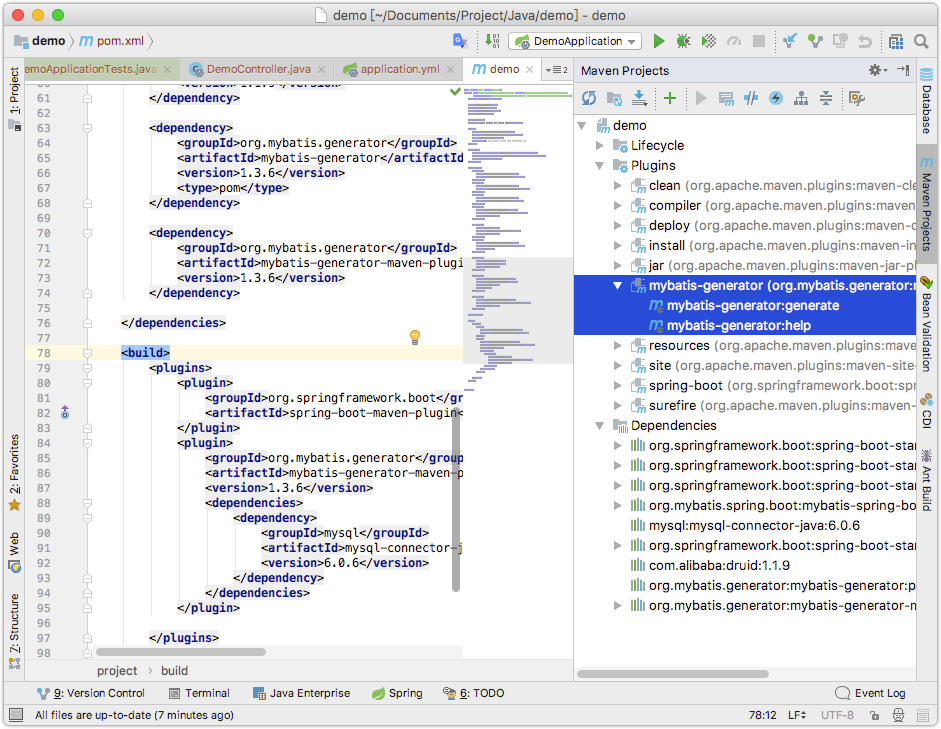 demo [~/Documents/Project/Java/demo] - demo
demo
pom.xml
DemoApplication
emoApplicationTests.java
DemoController.java
application.yml
demo
2
Maven Projects
61 </dependency>
62
63 <dependency>
64 <groupId>org.mybatis.generator</groupId>
65 <artifactId>mybatis-generator</artifactId
66 <version>1.3.6</version>
67 <type>pom</type>
68 </dependency>
69
70 <dependency>
71 <groupId>org.mybatis.generator</groupId>
72 <artifactId>mybatis-generator-maven-plugi
73 <version>1.3.6</version>
74 </dependency>
75
76 </dependencies>
77
78 <build>
79 <plugins>
80 <plugin>
81 <groupId>org.springframework.boot</g
82 <artifactId>spring-boot-maven-plugin<
83 </plugin>
84 <plugin>
85 <groupId>org.mybatis.generator</group
86 <artifactId>mybatis-generator-maven-p
87 <version>1.3.6</version>
88 <dependencies>
89 <dependency>
90 <groupId>mysql</groupId>
91 <artifactId>mysql-connector-j
92 <version>6.0.6</version>
93 </dependency>
94 </dependencies>
95 </plugin>
96
97 </plugins>
98
project
build
demo
Lifecycle
Plugins
clean (org.apache.maven.plugins:maven-cle
compiler (org.apache.maven.plugins:maven
deploy (org.apache.maven.plugins:maven-d
install (org.apache.maven.plugins:maven-in
jar (org.apache.maven.plugins:maven-jar-pl
mybatis-generator (org.mybatis.generator:
mybatis-generator:generate
mybatis-generator:help
resources (org.apache.maven.plugins:mave
site (org.apache.maven.plugins:maven-site
spring-boot (org.springframework.boot:sp
surefire (org.apache.maven.plugins:maven-
Dependencies
org.springframework.boot:spring-boot-star
org.springframework.boot:spring-boot-star
org.springframework.boot:spring-boot-star
org.mybatis.spring.boot:mybatis-spring-bo
mysql:mysql-connector-java:6.0.6
org.springframework.boot:spring-boot-star
com.alibaba:druid:1.1.9
org.mybatis.generator:mybatis-generator:p
org.mybatis.generator:mybatis-generator-m
1: Project
2: Favorites
Web
7: Structure
Database
Maven Projects
Bean Validation
CDI
Ant Build
9: Version Control
Terminal
Java Enterprise
Spring
6: TODO
Event Log
All files are up-to-date (7 minutes ago)
78:12
LF
UTF-8